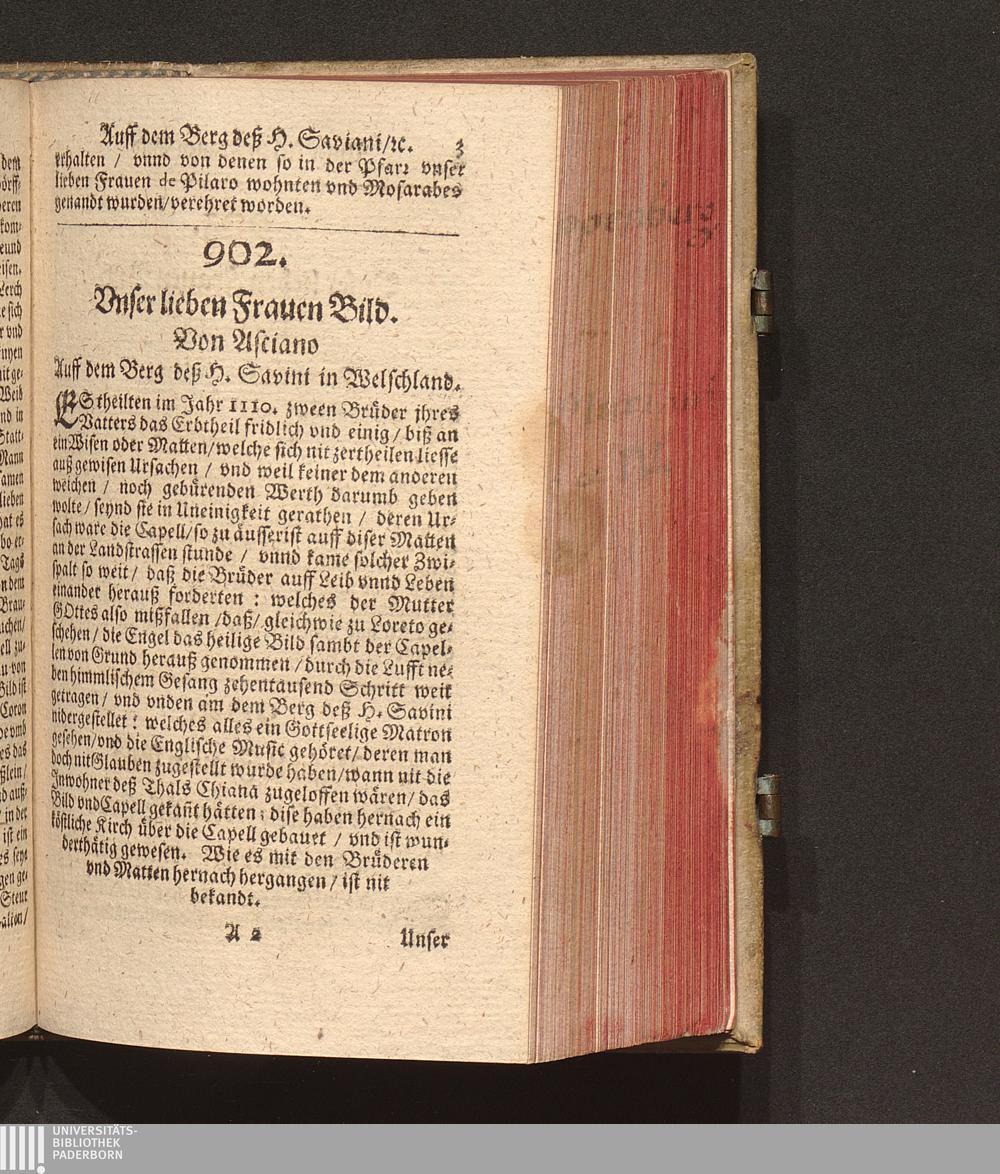 Auff dem Berg deß H. Saviani/ꝛc. 3
erhalten / vnnd von denen so in der Pfarr vnser
lieben Frauen de Pilaro wohnten vnd Mosarabes
genandt wurden/verehret worden.
902.
Vnser lieben Frauen Bild.
Von Asciano
Auff dem Berg deß H. Savini in Welschland.
ES theilten im Jahr 1110. zween Brüder ihres
Vatters das Erbtheil fridlich vnd einig / biß an
ein Wisen oder Matten/welche sich nit zertheilen liesse
auß gewisen Ursachen / vnd weil keiner dem anderen
weichen / noch gebürenden Werth darumb geben
wolte / seynd sie in Uneinigkeit gerathen / deren Ur-
sach ware die Capell/so zu äusserist auff diser Matten
an der Landstrassen stunde / vnnd kame solcher Zwi-
spalt so weit / daß die Brüder auff Leib vnnd Leben
einander herauß forderten : welches der Mutter
GOttes also mißfallen /daß/ gleichwie zu Loreto ge-
schehen / die Engel das heilige Bild sambt der Capel-
len von Grund herauß genommen / durch die Lufft ne-
ben himmlischem Gesang zehentausend Schritt weit
getragen / vnd vnden am dem Berg deß H. Savini
nidergestellet : welches alles ein Gottseelige Matron
gesehen/vnd die Englische Music gehöret/ deren man
doch nit Glauben zugestellt wurde haben/wann nit die
Inwohner deß Thals Chiana zugeloffen wären/ das
Bild vnd Capell gekañt hätten ; dise haben hernach ein
köstliche Kirch über die Capell gebauet / vnd ist wun-
derthätig gewesen. Wie es mit den Brüderen
vnd Matten hernach hergangen / ist nit
bekandt.
A 2 Unser
UNIVERSITÄTS-
BIBLIOTHEK
PADERBORN